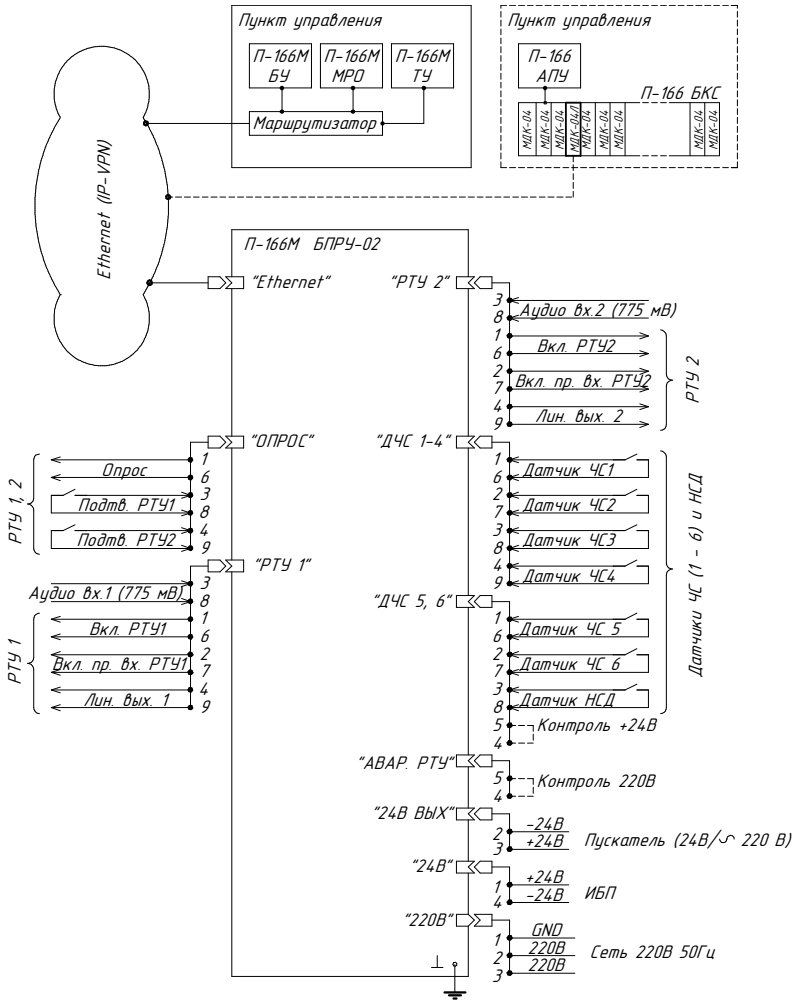 Пункт управления
П-166М БУ
П-166М МРО
П-166М ТУ
Маршрутизатор
Пункт управления
П-166 АПУ
П-166 БКС
МДК-04
МДК-04
МДК-04
МДК-04Л
МДК-04
МДК-04
МДК-04
МДК-04
МДК-04
Ethernet (IP-VPN)
П-166М БПРУ-02
"Ethernet"
"РТУ 2"
3
Аудио вх.2 (775 мВ)
8
1
Вкл. РТУ2
6
2
Вкл. пр. вх. РТУ2
7
4
Лин. вых. 2
9
РТУ 2
"ОПРОС"
1
Опрос
6
3
Подтв. РТУ1
8
4
Подтв. РТУ2
9
РТУ 1, 2
"РТУ 1"
3
Аудио вх.1 (775 мВ)
8
1
Вкл. РТУ1
6
2
Вкл. пр. вх. РТУ1
7
4
Лин. вых. 1
9
РТУ 1
"ДЧС 1-4"
1
Датчик ЧС1
6
2
Датчик ЧС2
7
3
Датчик ЧС3
8
4
Датчик ЧС4
9
"ДЧС 5, 6"
1
Датчик ЧС 5
6
2
Датчик ЧС 6
7
3
Датчик НСД
8
5
Контроль +24В
4
Датчики ЧС (1 - 6) и НСД
"АВАР. РТУ"
5
Контроль 220В
4
"24В ВЫХ"
2 -24В
3 +24В
Пускатель (24В/~ 220 В)
"24В"
1 +24В
4 -24В
ИБП
"220В"
1 GND
2 220В
3 220В
Сеть 220В 50Гц
⊥